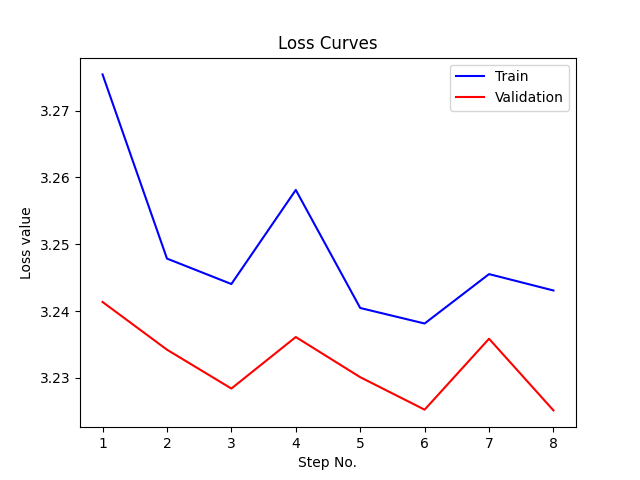 Loss Curves
Train
Validation
3.27
3.26
3.25
3.24
3.23
Loss value
1 2 3 4 5 6 7 8
Step No.